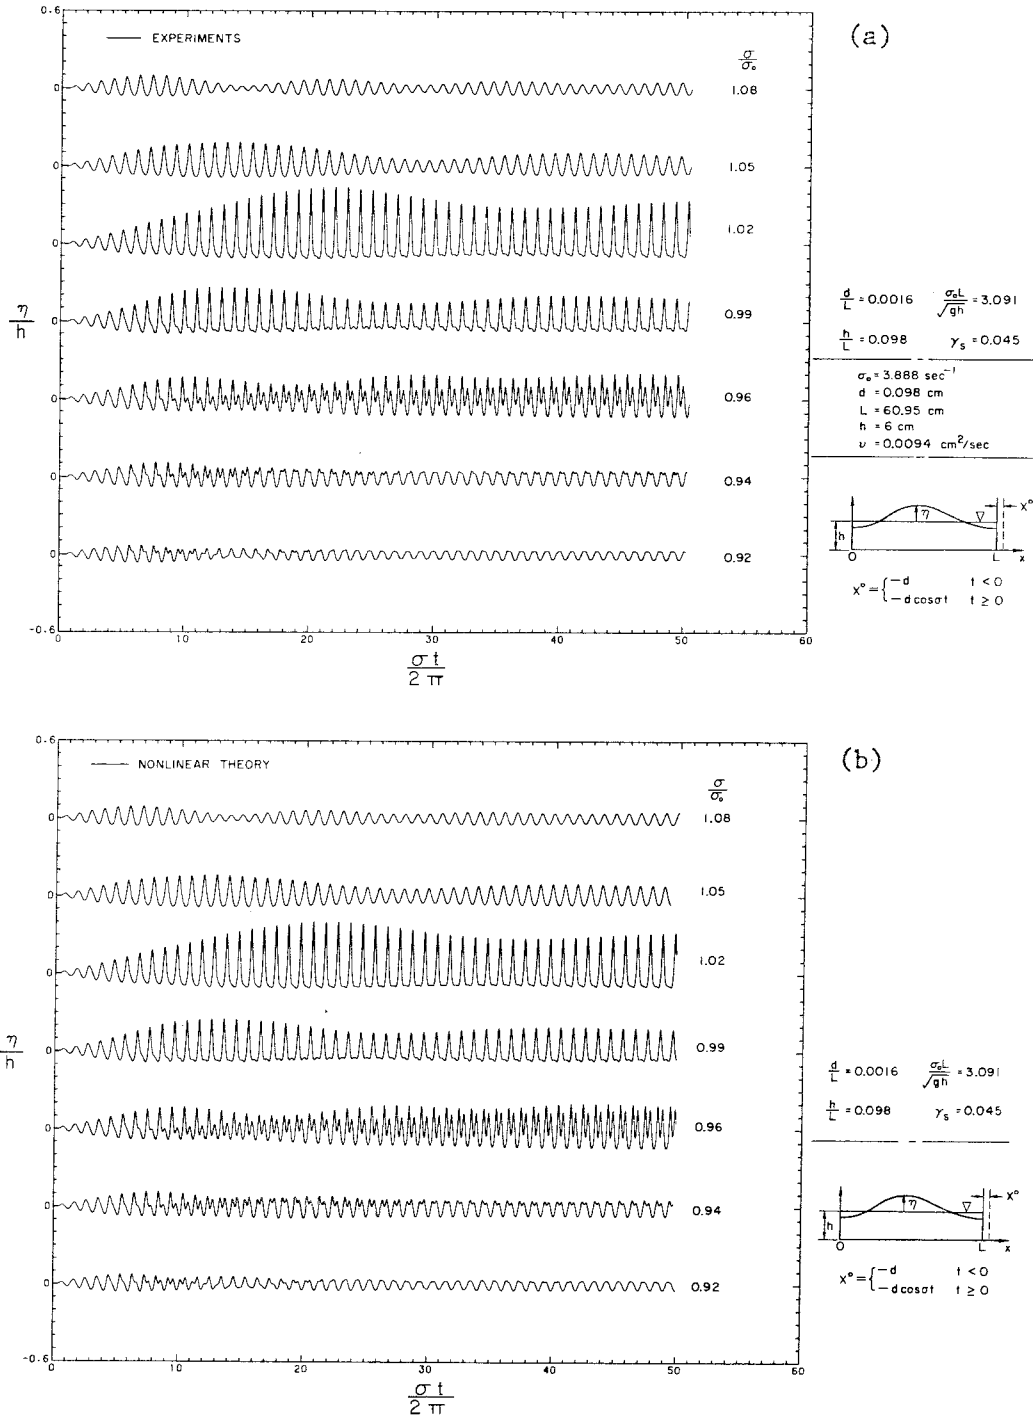 (a)
0.6
EXPERIMENTS
σ/σ₀
0 1.08
0 1.05
0 1.02
0 0.99
0 0.96
0 0.94
0 0.92
-0.6
η/h
0 10 20 30 40 50 60
σt/2π
d/L = 0.0016 σ₀L/√gh = 3.091
h/L = 0.098 γs = 0.045
σ₀ = 3.888 sec⁻¹
d = 0.098 cm
L = 60.95 cm
h = 6 cm
υ = 0.0094 cm²/sec
η
X°
h
O L x
X° = { -d t < 0
-d cosσt t ≥ 0
(b)
0.6
NONLINEAR THEORY
σ/σ₀
0 1.08
0 1.05
0 1.02
0 0.99
0 0.96
0 0.94
0 0.92
-0.6
η/h
0 10 20 30 40 50 60
σt/2π
d/L = 0.0016 σ₀L/√gh = 3.091
h/L = 0.098 γs = 0.045
η
X°
h
O L x
X° = { -d t < 0
-d cosσt t ≥ 0